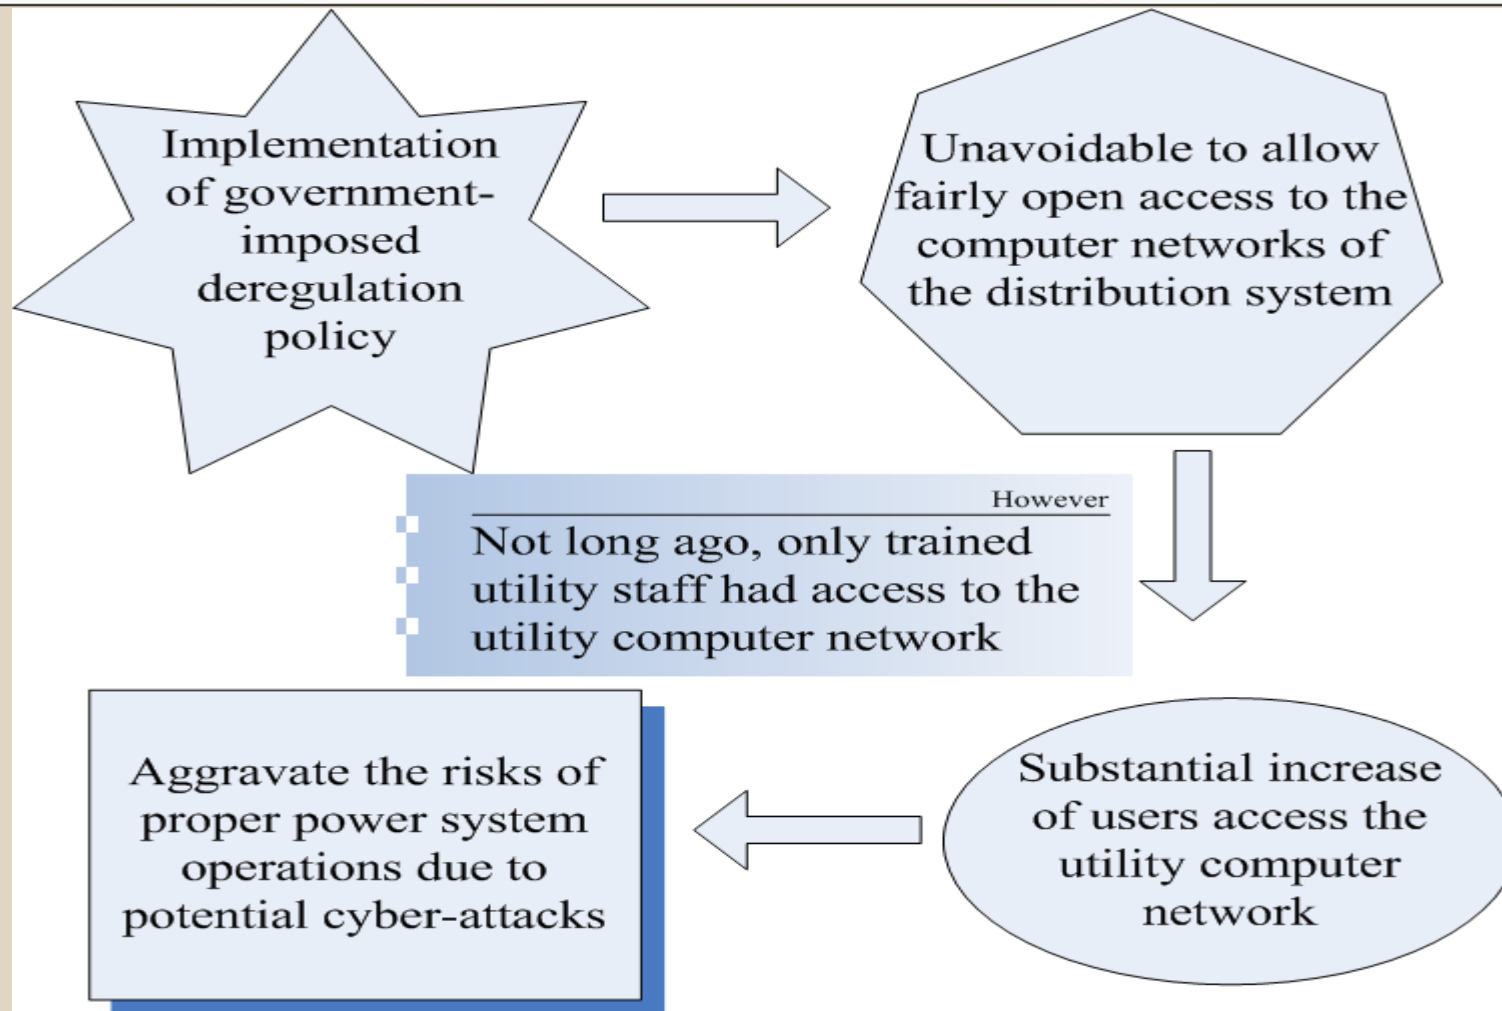 Implementation
of government-
imposed
deregulation
policy
Unavoidable to allow
fairly open access to the
computer networks of
the distribution system
However
Not long ago, only trained
utility staff had access to the
utility computer network
Substantial increase
of users access the
utility computer
network
Aggravate the risks of
proper power system
operations due to
potential cyber-attacks